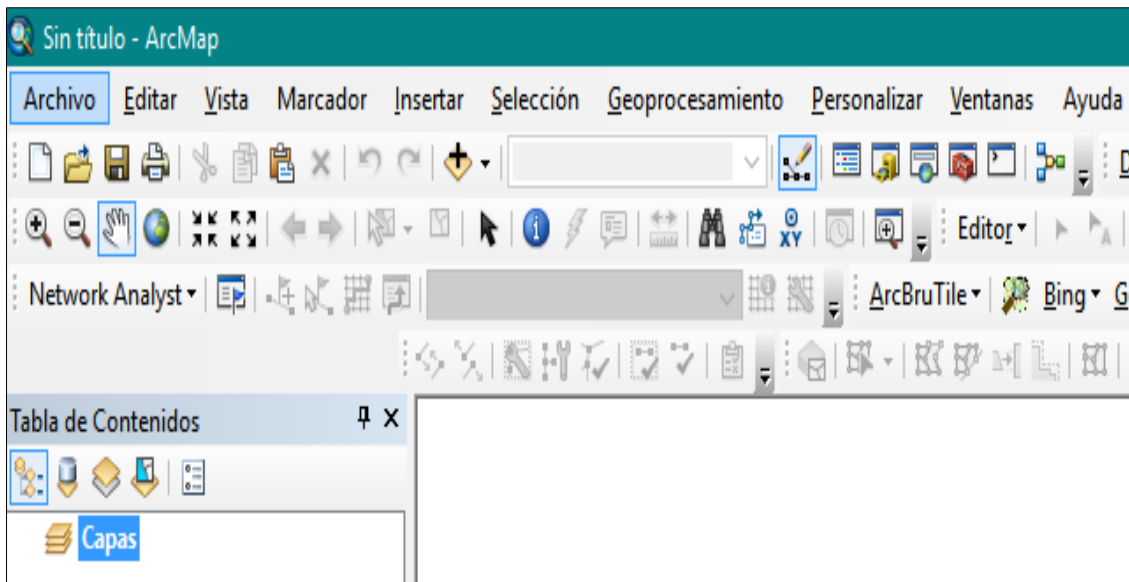 Sin título - ArcMap
Archivo Editar Vista Marcador Insertar Selección Geoprocesamiento Personalizar Ventanas Ayuda
Editor
XY
Network Analyst ArcBruTile Bing
Tabla de Contenidos
Capas